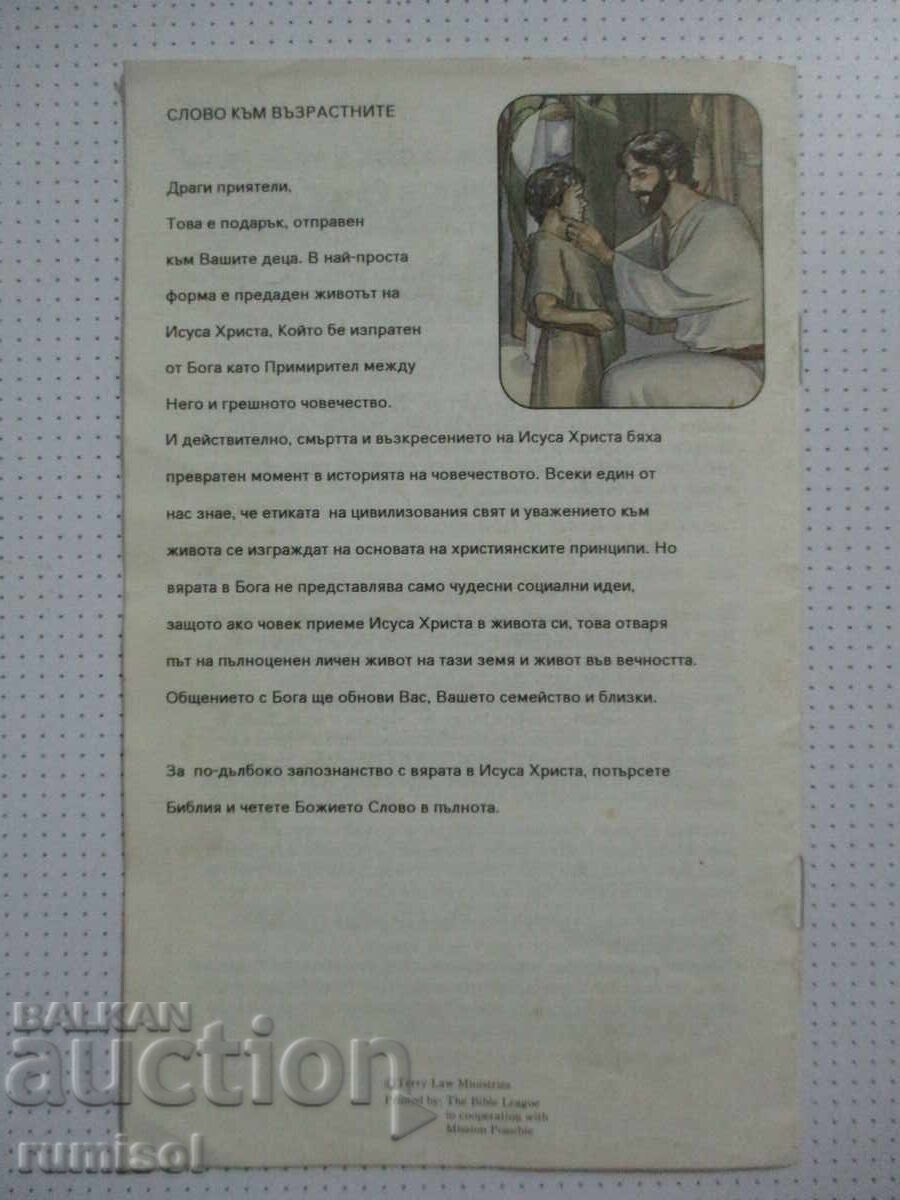 СЛОВО КЪМ ВЪЗРАСТНИТЕ
Драги приятели,
Това е подарък, отправен
към Вашите деца. В най-проста
форма е предаден животът на
Исуса Христа, Който бе изпратен
от Бога като Примирител между
Него и грешното човечество.
И действително, смъртта и възкресението на Исуса Христа бяха
превратен момент в историята на човечеството. Всеки един от
нас знае, че етиката на цивилизования свят и уважението към
живота се изграждат на основата на християнските принципи. Но
вярата в Бога не представлява само чудесни социални идеи,
защото ако човек приеме Исуса Христа в живота си, това отваря
път на пълноценен личен живот на тази земя и живот във вечността.
Общението с Бога ще обнови Вас, Вашето семейство и близки.
За по-дълбоко запознанство с вярата в Исуса Христа, потърсете
Библия и четете Божието Слово в пълнота.
© Terry Law Ministries
Printed by: The Bible League
in cooperation with
Mission Possible
BALKAN
auction
rumisol